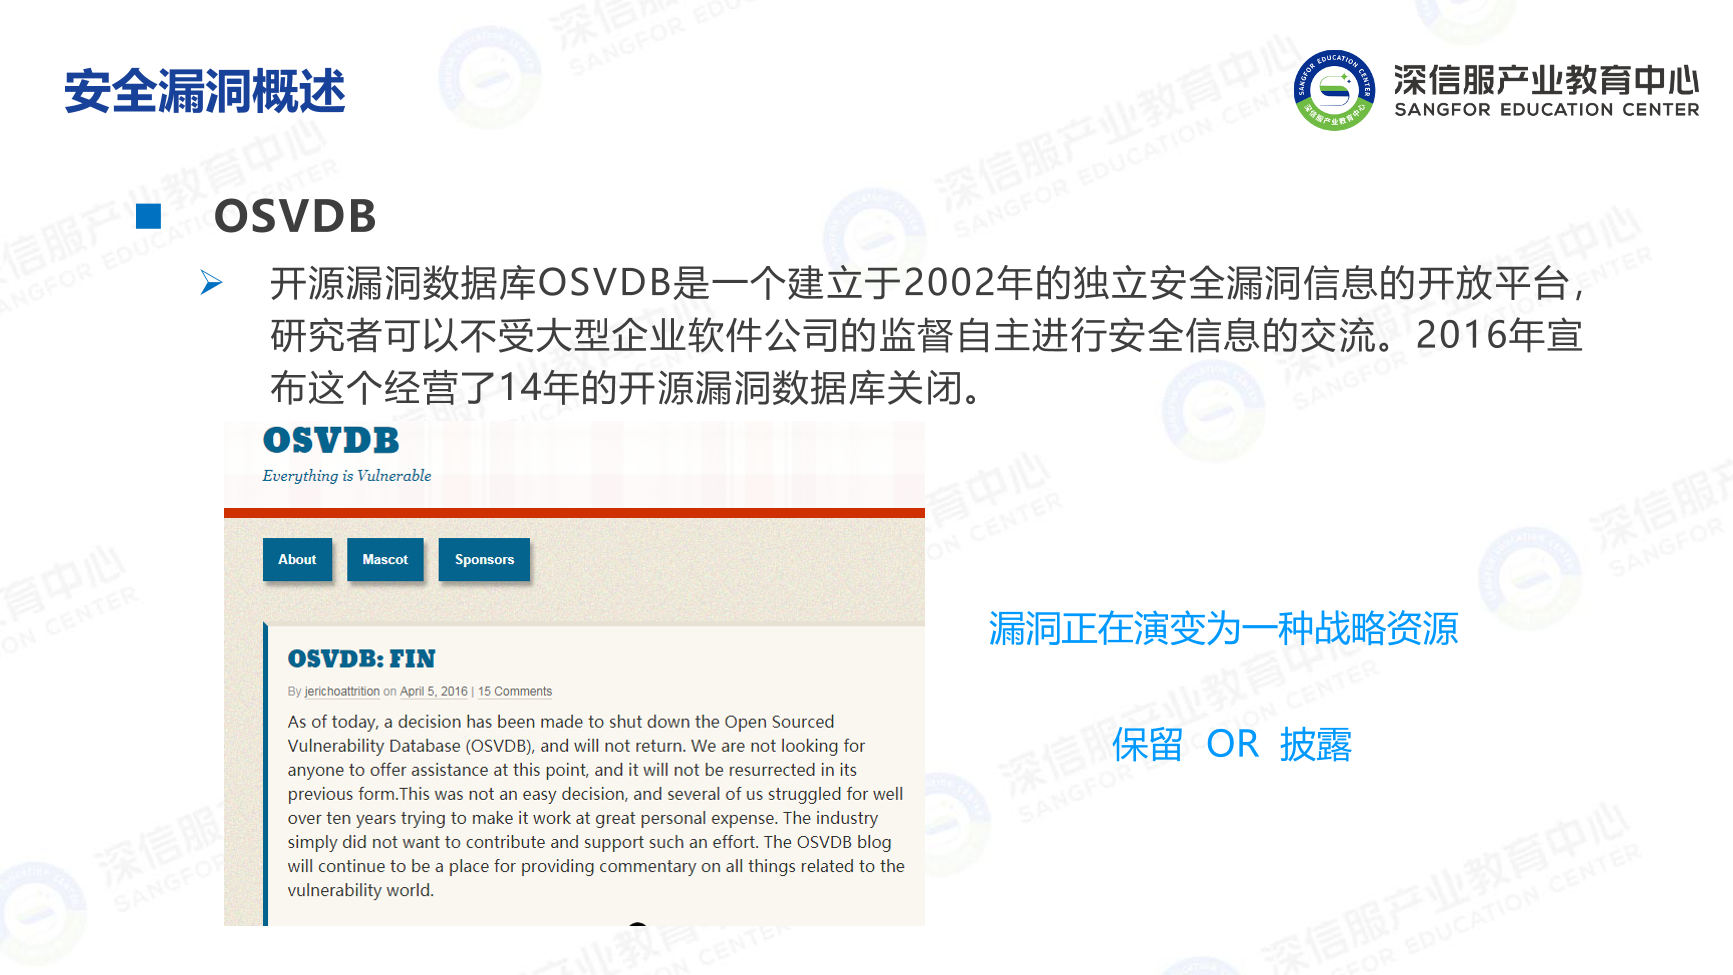 安全漏洞概述
深信服产业教育中心
SANGFOR EDUCATION CENTER
OSVDB
开源漏洞数据库OSVDB是一个建立于2002年的独立安全漏洞信息的开放平台，
研究者可以不受大型企业软件公司的监督自主进行安全信息的交流。2016年宣
布这个经营了14年的开源漏洞数据库关闭。
OSVDB
Everything is Vulnerable
About Mascot Sponsors
OSVDB: FIN
By jerichoattrition on April 5, 2016 | 15 Comments
As of today, a decision has been made to shut down the Open Sourced
Vulnerability Database (OSVDB), and will not return. We are not looking for
anyone to offer assistance at this point, and it will not be resurrected in its
previous form.This was not an easy decision, and several of us struggled for well
over ten years trying to make it work at great personal expense. The industry
simply did not want to contribute and support such an effort. The OSVDB blog
will continue to be a place for providing commentary on all things related to the
vulnerability world.
漏洞正在演变为一种战略资源
保留 OR 披露